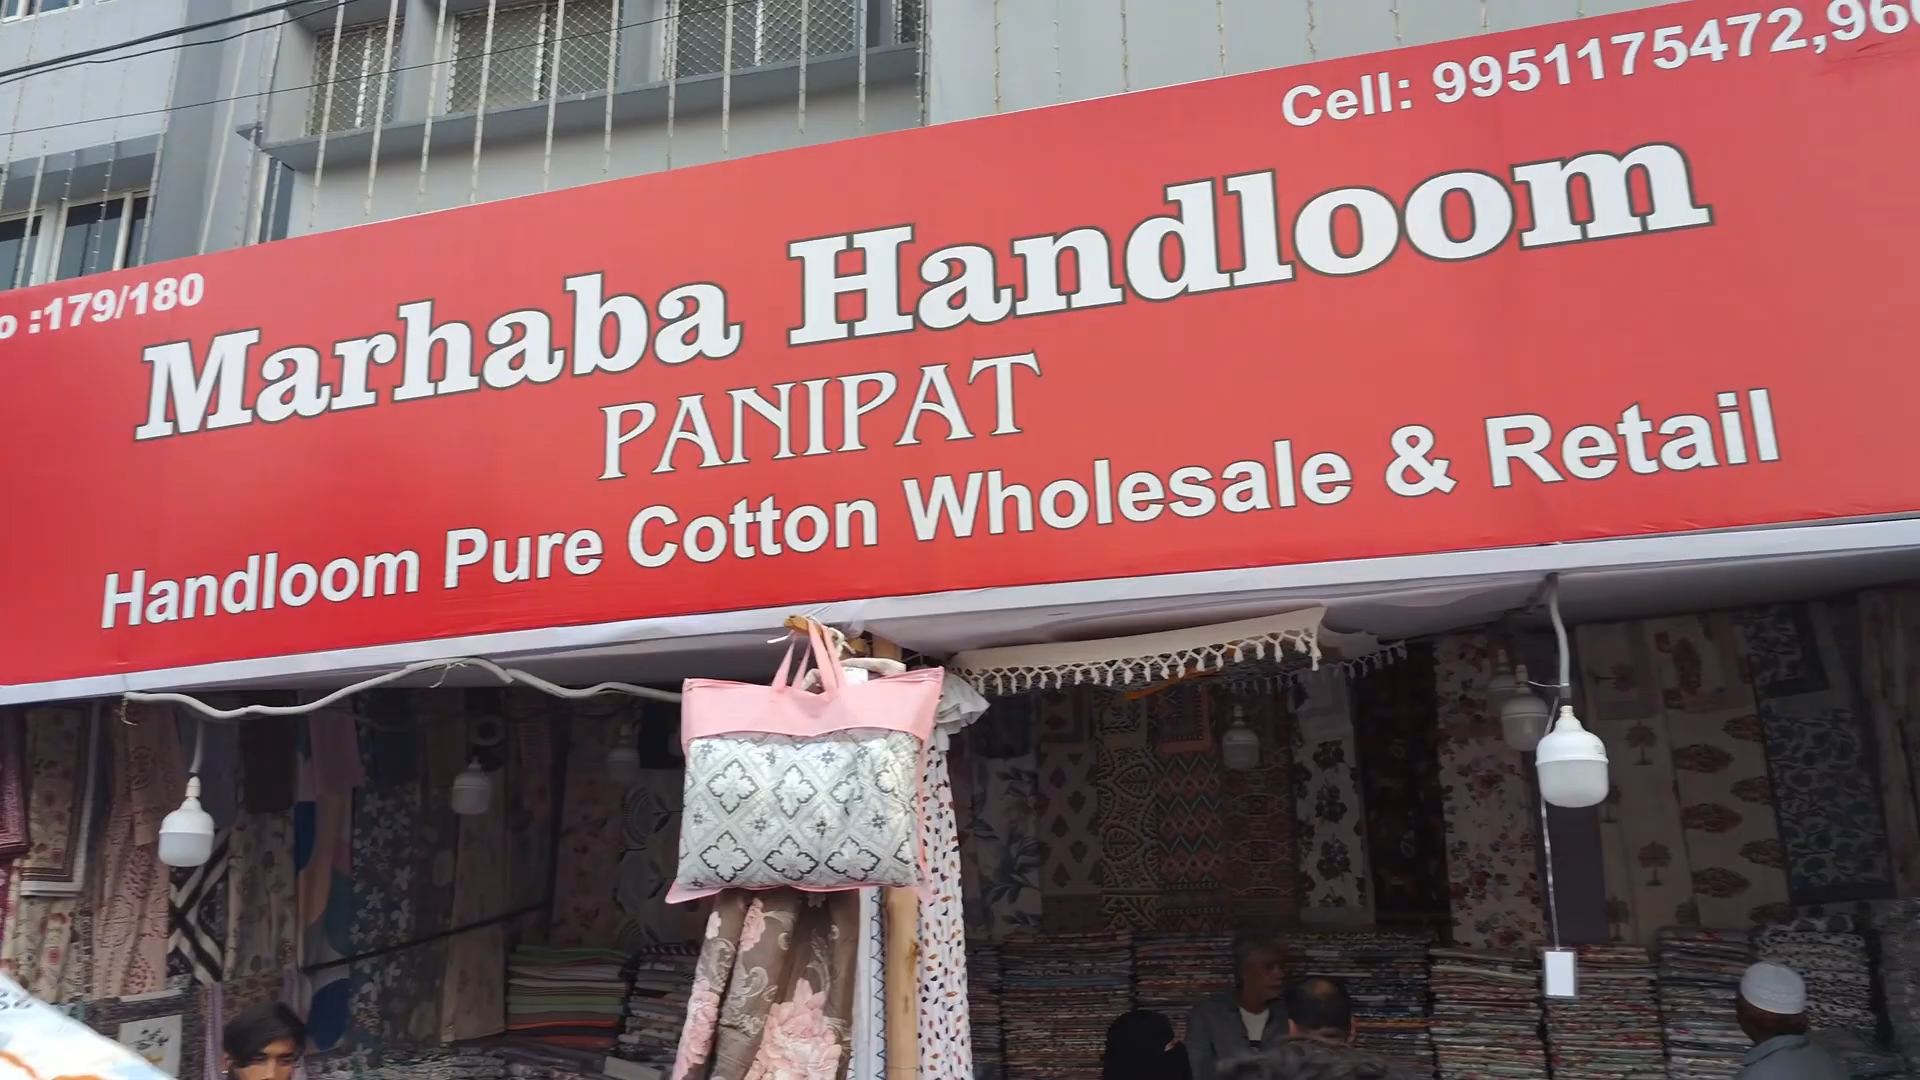 Cell: 9951175472,96
:179/180
Marhaba Handloom
PANIPAT
Handloom Pure Cotton Wholesale & Retail